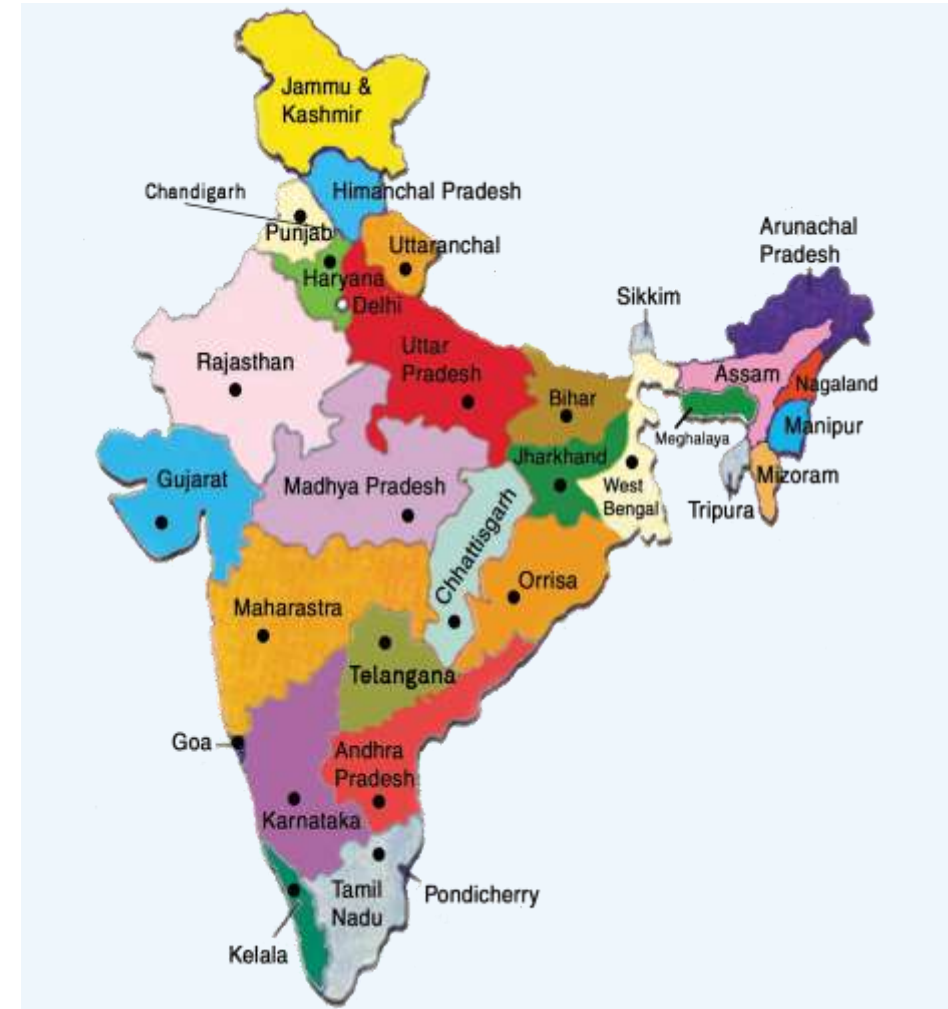 Jammu &
Kashmir
Chandigarh
Himanchal Pradesh
Punjab
Uttaranchal
Haryana
Delhi
Arunachal
Pradesh
Sikkim
Rajasthan
Uttar
Pradesh
Bihar
Assam
Nagaland
Meghalaya
Manipur
Gujarat
Madhya Pradesh
Jharkhand
West
Bengal
Mizoram
Tripura
Chhattisgarh
Orrisa
Maharastra
Telangana
Goa
Andhra
Pradesh
Karnataka
Tamil
Nadu
Pondicherry
Kelala